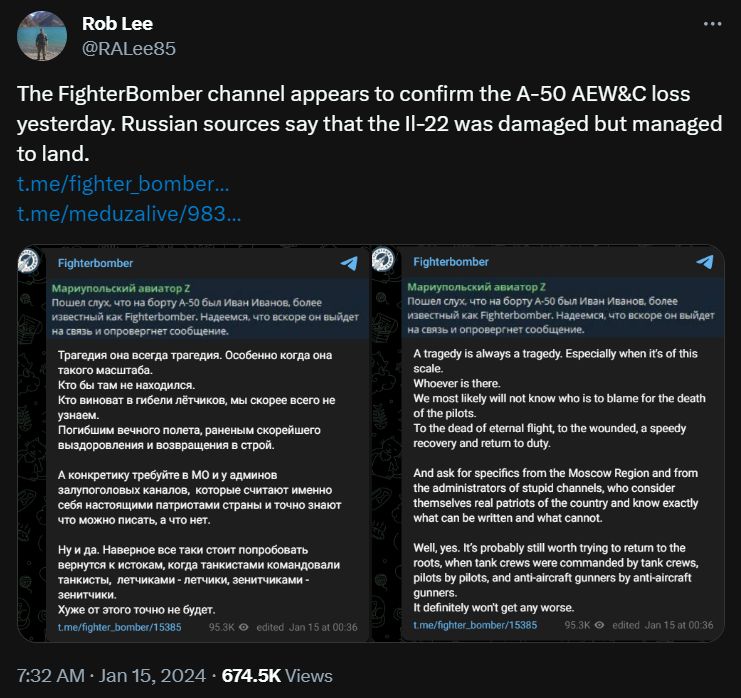 Rob Lee
@RALee85
The FighterBomber channel appears to confirm the A-50 AEW&C loss
yesterday. Russian sources say that the Il-22 was damaged but managed
to land.
t.me/fighter_bomber…
t.me/meduzalive/983…
Fighterbomber
Мариупольский авиатор Z
Пошел слух, что на борту А-50 был Иван Иванов, более
известный как Fighterbomber. Надеемся, что вскоре он выйдет
на связь и опровергнет сообщение.
Трагедия она всегда трагедия. Особенно когда она
такого масштаба.
Кто бы там не находился.
Кто виноват в гибели лётчиков, мы скорее всего не
узнаем.
Погибшим вечного полета, раненым скорейшего
выздоровления и возвращения в строй.
А конкретику требуйте в МО и у админов
залупоголовых каналов, которые считают именно
себя настоящими патриотами страны и точно знают
что можно писать, а что нет.
Ну и да. Наверное все таки стоит попробовать
вернутся к истокам, когда танкистами командовали
танкисты, летчиками - летчики, зенитчиками -
зенитчики.
Хуже от этого точно не будет.
t.me/fighter_bomber/15385 95.3K edited Jan 15 at 00:36
Fighterbomber
Мариупольский авиатор Z
Пошел слух, что на борту А-50 был Иван Иванов, более
известный как Fighterbomber. Надеемся, что вскоре он выйдет
на связь и опровергнет сообщение.
A tragedy is always a tragedy. Especially when it's of this
scale.
Whoever is there.
We most likely will not know who is to blame for the death
of the pilots.
To the dead of eternal flight, to the wounded, a speedy
recovery and return to duty.
And ask for specifics from the Moscow Region and from
the administrators of stupid channels, who consider
themselves real patriots of the country and know exactly
what can be written and what cannot.
Well, yes. It's probably still worth trying to return to the
roots, when tank crews were commanded by tank crews,
pilots by pilots, and anti-aircraft gunners by anti-aircraft
gunners.
It definitely won't get any worse.
t.me/fighter_bomber/15385 95.3K edited Jan 15 at 00:36
7:32 AM · Jan 15, 2024 · 674.5K Views